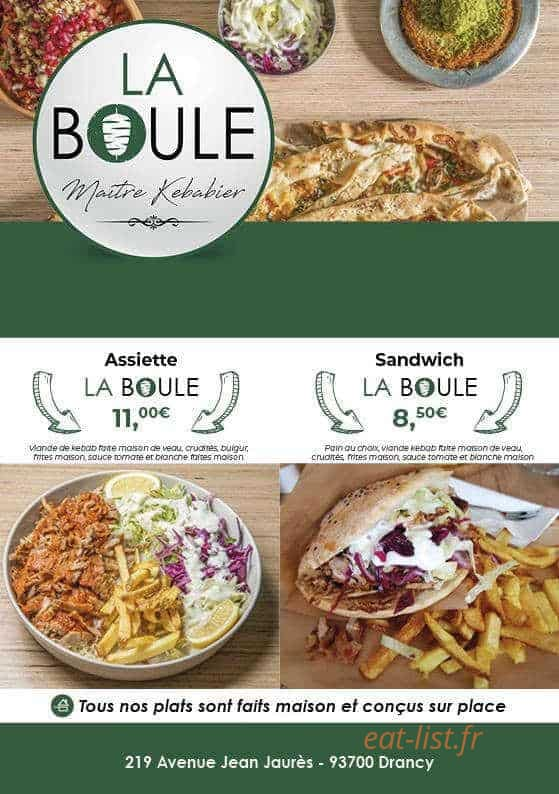 LA
BOULE
Maître Kebabier
Assiette
LA BOULE
11,00€
Viande de kebab faite maison de veau, crudités, bulgur,
frites maison, sauce tomate et blanche faites maison
Sandwich
LA BOULE
8,50€
Pain au choix, viande kebab faite maison de veau,
crudités, frites maison, sauce tomate et blanche maison
Tous nos plats sont faits maison et conçus sur place
eat-list.fr
219 Avenue Jean Jaurès - 93700 Drancy